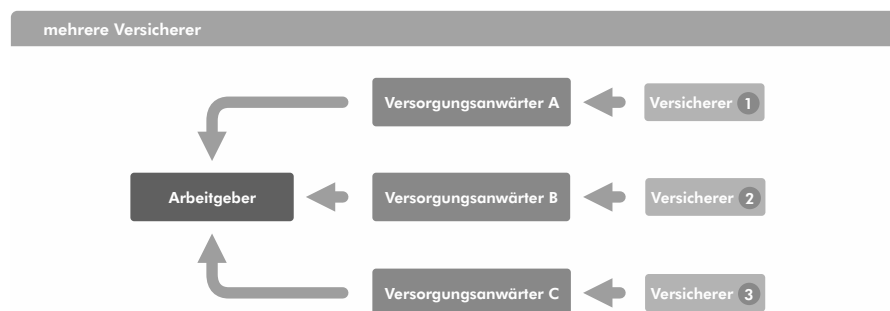 mehrere Versicherer
Versorgungsanwärter A
Versicherer 1
Arbeitgeber
Versorgungsanwärter B
Versicherer 2
Versorgungsanwärter C
Versicherer 3